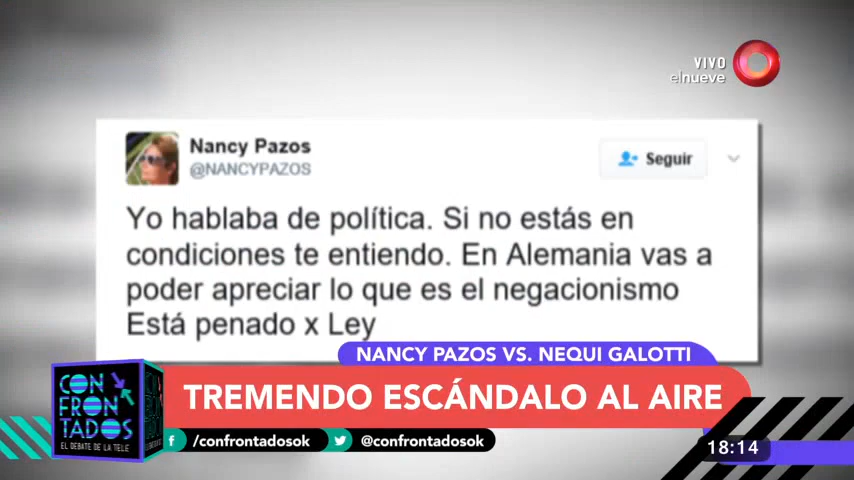 VIVO
elnueve
Nancy Pazos
@NANCYPAZOS
Seguir
Yo hablaba de política. Si no estás en
condiciones te entiendo. En Alemania vas a
poder apreciar lo que es el negacionismo
Está penado x Ley
NANCY PAZOS VS. NEQUI GALOTTI
TREMENDO ESCÁNDALO AL AIRE
CON
FRON
TADOS
EL DEBATE DE LA TELE
/confrontadosok
@confrontadosok
18:14